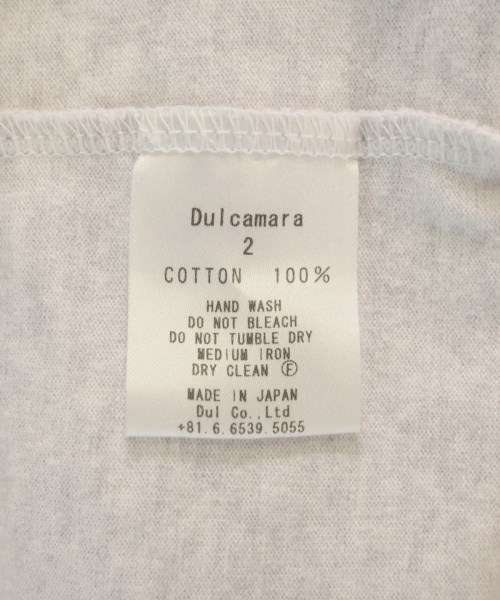 Dulcamara
2
COTTON 100%
HAND WASH
DO NOT BLEACH
DO NOT TUMBLE DRY
MEDIUM IRON
DRY CLEAN Ⓕ
MADE IN JAPAN
Dul Co.,Ltd
+81.6.6539.5055